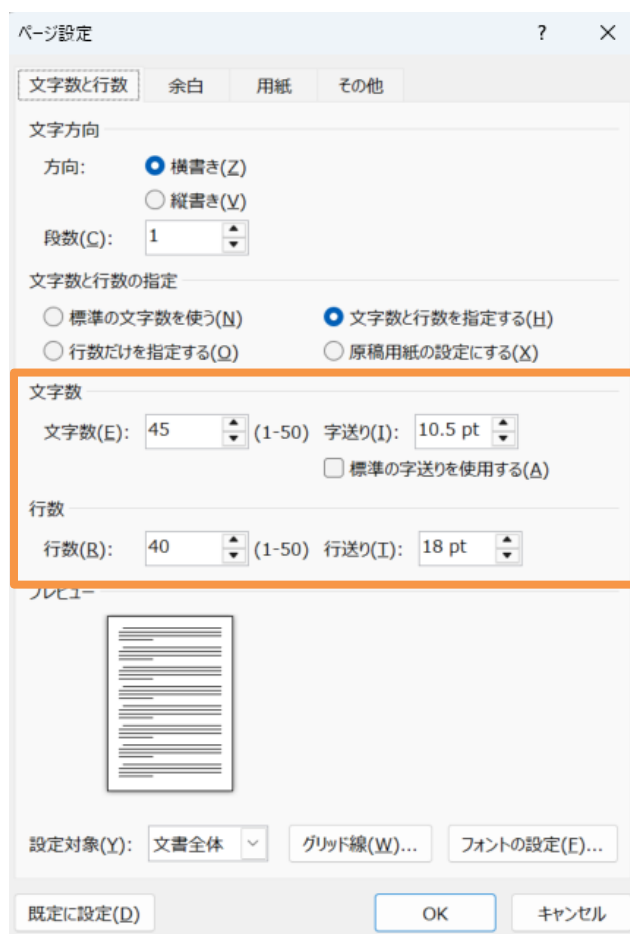 ページ設定 ? ×
文字数と行数 余白 用紙 その他
文字方向
方向: 横書き(Z)
縦書き(V)
段数(C): 1
文字数と行数の指定
標準の文字数を使う(N) 文字数と行数を指定する(H)
行数だけを指定する(O) 原稿用紙の設定にする(X)
文字数
文字数(E): 45 (1-50) 字送り(I): 10.5 pt
標準の字送りを使用する(A)
行数
行数(R): 40 (1-50) 行送り(T): 18 pt
プレビュー
設定対象(Y): 文書全体 グリッド線(W)... フォントの設定(F)...
既定に設定(D) OK キャンセル